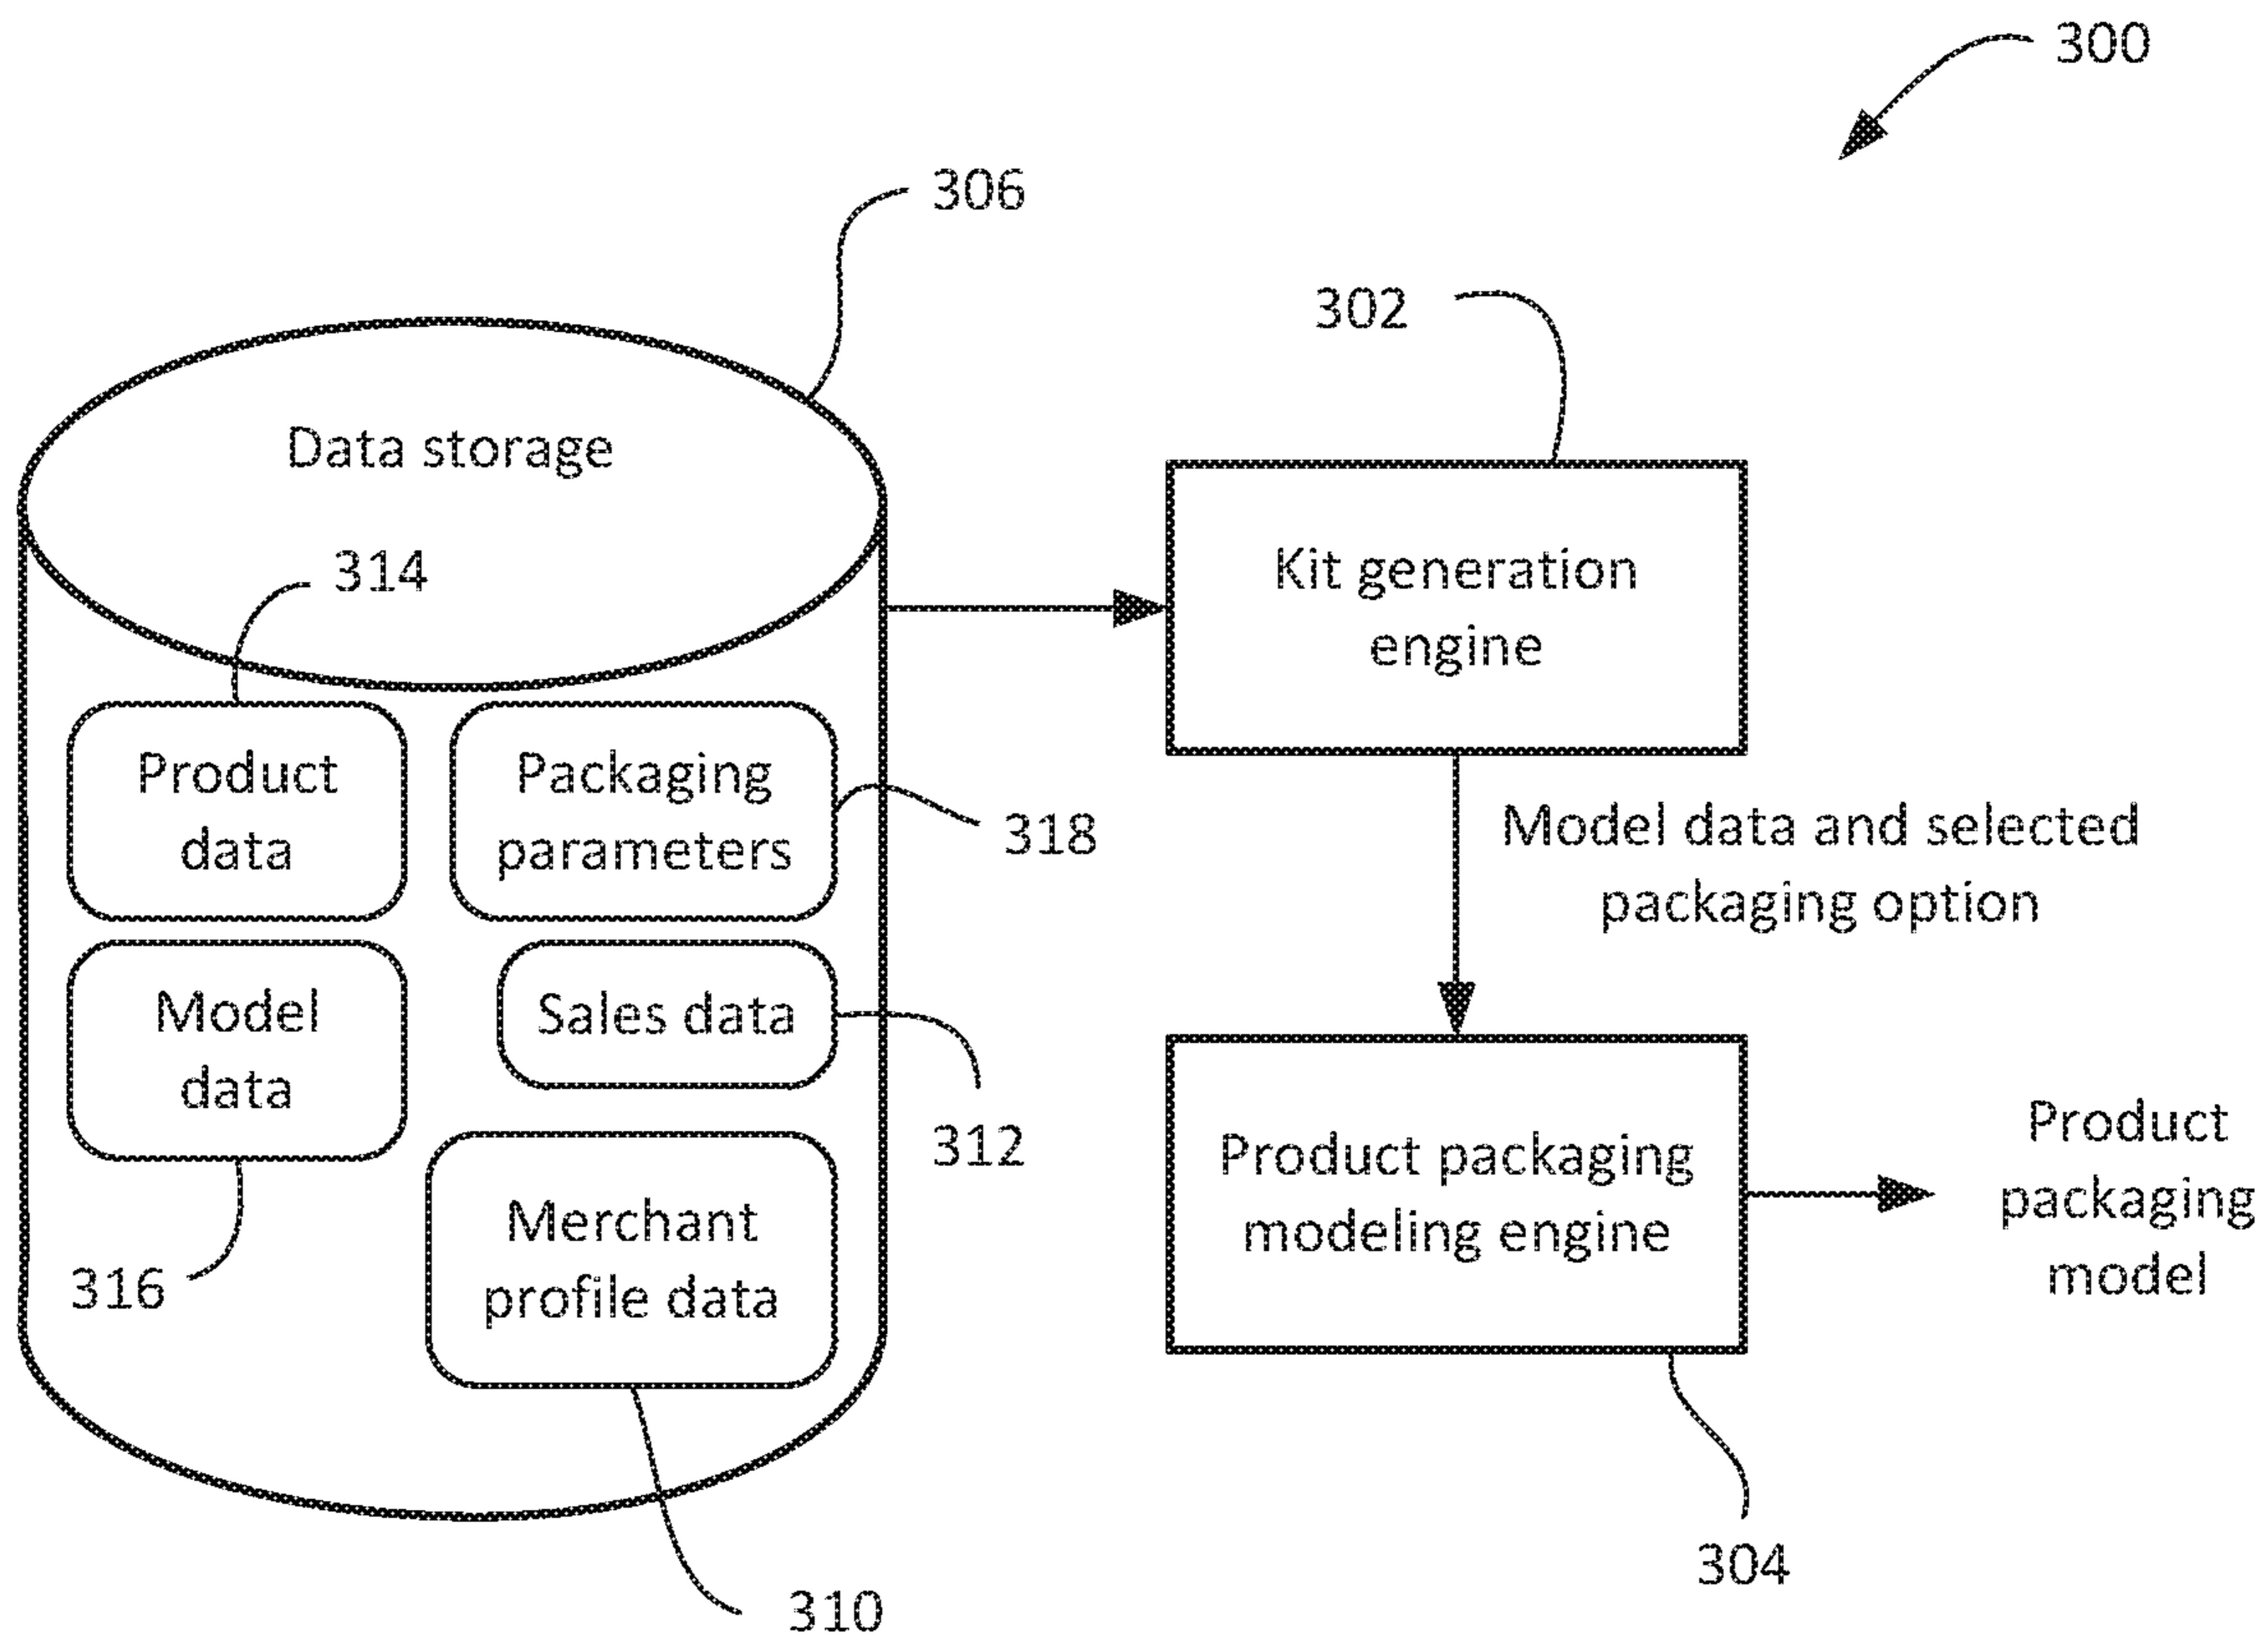 300
306
302
Data storage
314
Kit generation
engine
Product
data
Packaging
parameters
318
Model data and selected
packaging option
Model
data
Sales data
312
Merchant
profile data
316
Product packaging
modeling engine
Product
packaging
model
304
310